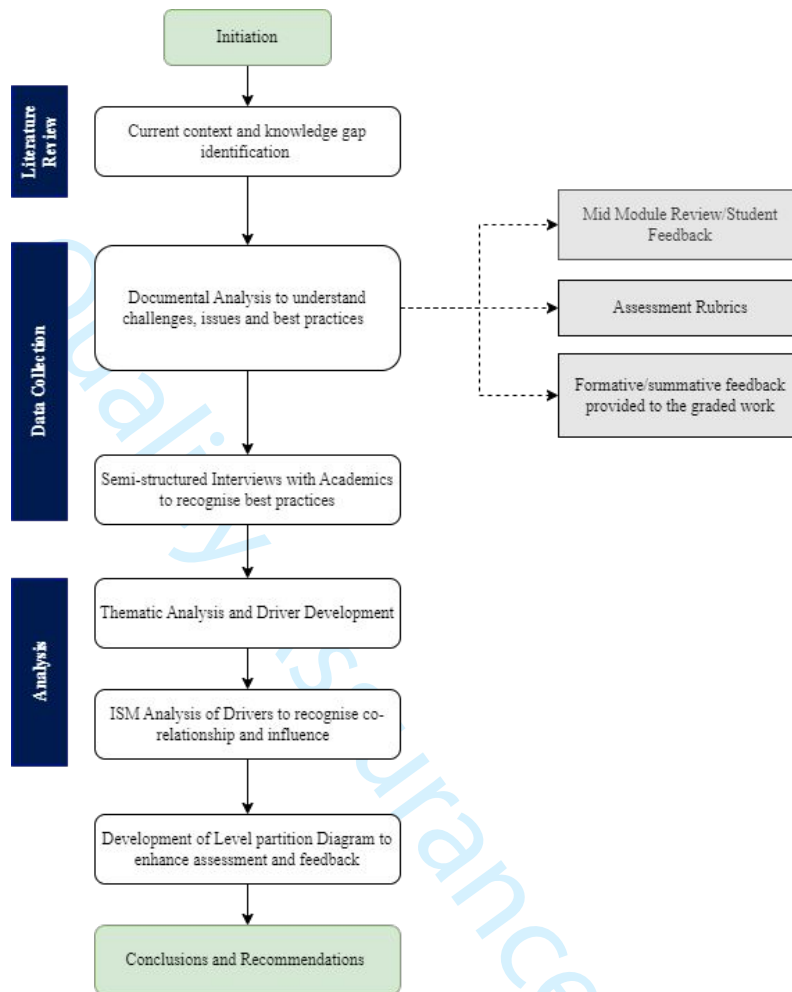 Initiation
Literature
Review
Current context and knowledge gap
identification
Data Collection
Documental Analysis to understand
challenges, issues and best practices
Mid Module Review/Student
Feedback
Assessment Rubrics
Formative/summative feedback
provided to the graded work
Semi-structured Interviews with Academics
to recognise best practices
Analysis
Thematic Analysis and Driver Development
ISM Analysis of Drivers to recognise co-
relationship and influence
Development of Level partition Diagram to
enhance assessment and feedback
Conclusions and Recommendations
Quality Assurance